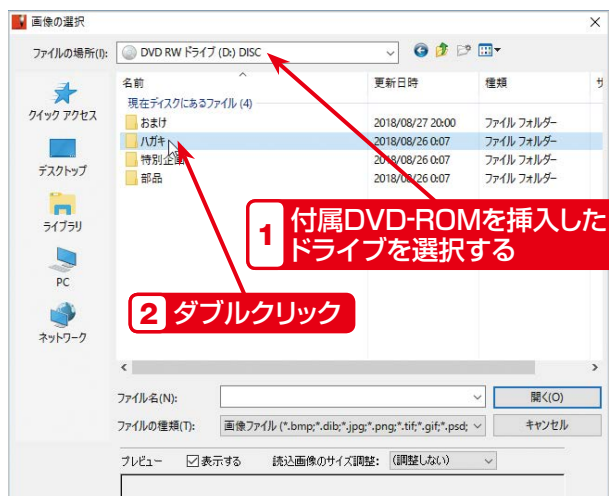 画像の選択
ファイルの場所(I): DVD RW ドライブ (D:) DISC
名前 更新日時 種類 サ
現在ディスクにあるファイル (4)
おまけ 2018/08/27 20:00 ファイル フォルダー
ハガキ 2018/08/26 0:07 ファイル フォルダー
特別企画 2018/08/26 0:07 ファイル フォルダー
部品 2018/08/26 0:07 ファイル フォルダー
クイック アクセス
デスクトップ
ライブラリ
PC
ネットワーク
1 付属DVD-ROMを挿入した
ドライブを選択する
2 ダブルクリック
ファイル名(N): 開く(O)
ファイルの種類(T): 画像ファイル (*.bmp;*.dib;*.jpg;*.png;*.tif;*.gif;*.psd; キャンセル
プレビュー 表示する 読込画像のサイズ調整: (調整しない)